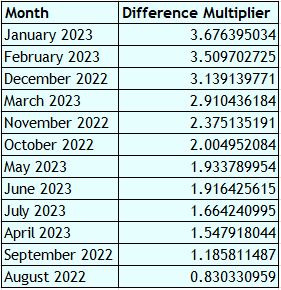 Month Difference Multiplier
January 2023 3.676395034
February 2023 3.509702725
December 2022 3.139139771
March 2023 2.910436184
November 2022 2.375135191
October 2022 2.004952084
May 2023 1.933789954
June 2023 1.916425615
July 2023 1.664240995
April 2023 1.547918044
September 2022 1.185811487
August 2022 0.830330959